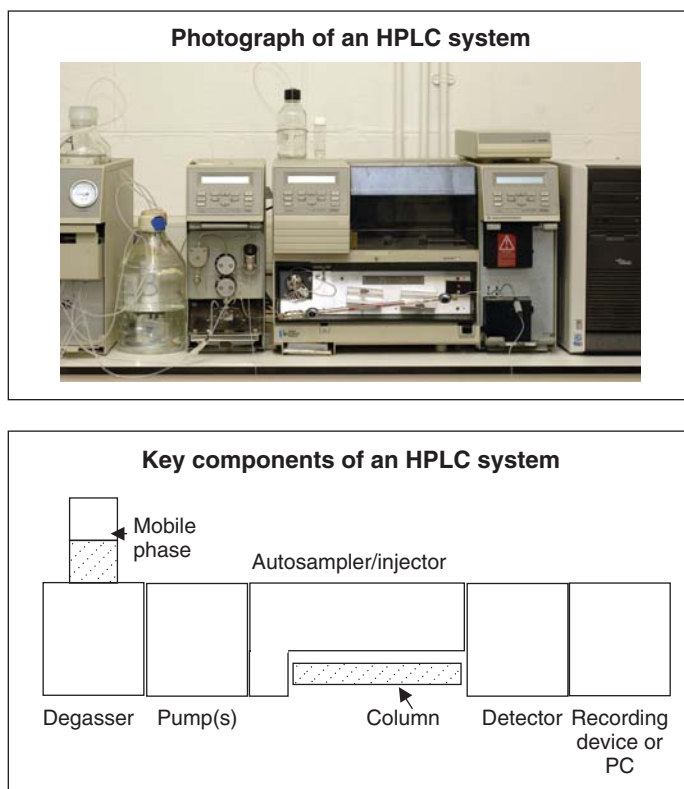 Photograph of an HPLC system
Key components of an HPLC system
Mobile
phase
Autosampler/injector
Degasser
Pump(s)
Column
Detector
Recording
device or
PC